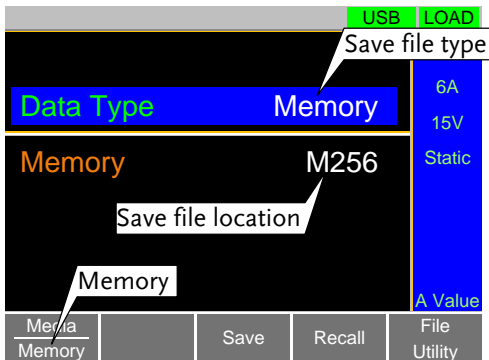 USB LOAD
Save file type
6A
Data Type Memory
15V
Memory M256 Static
Save file location
Memory
A Value
Media
Memory
Save
Recall
File
Utility